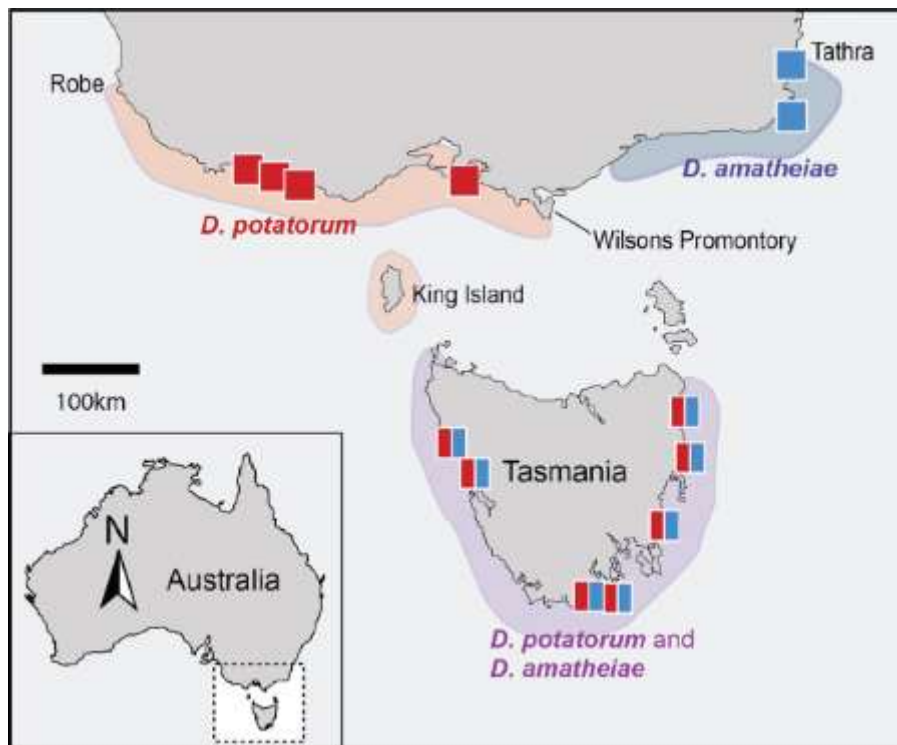 Robe
Tathra
D. amatheiae
D. potatorum
Wilsons Promontory
King Island
100km
Tasmania
N
Australia
D. potatorum and
D. amatheiae